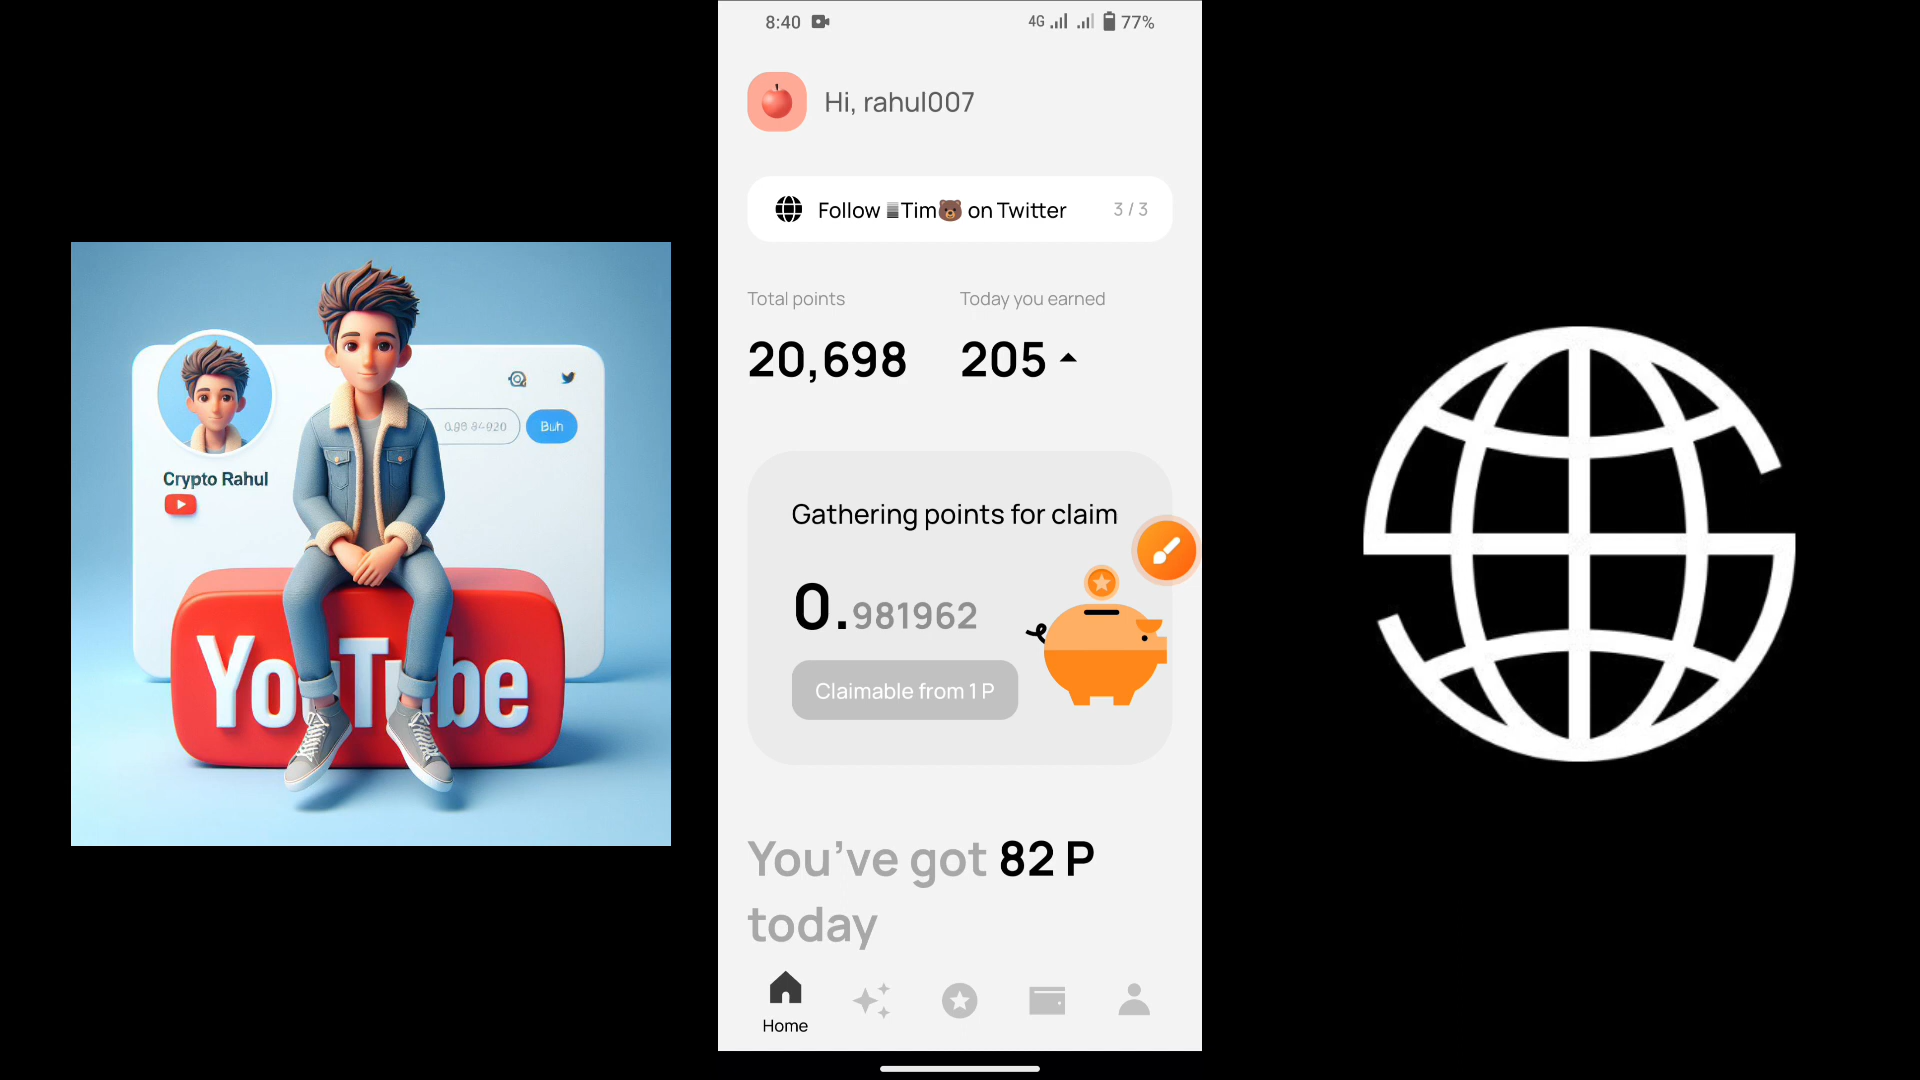 8:40
4G
77%
Hi, rahul007
Follow Tim🐻 on Twitter
3 / 3
Total points
Today you earned
20,698
205
Gathering points for claim
0.981962
Claimable from 1 P
You've got 82 P
today
Home
Crypto Rahul
Buh
YouTube